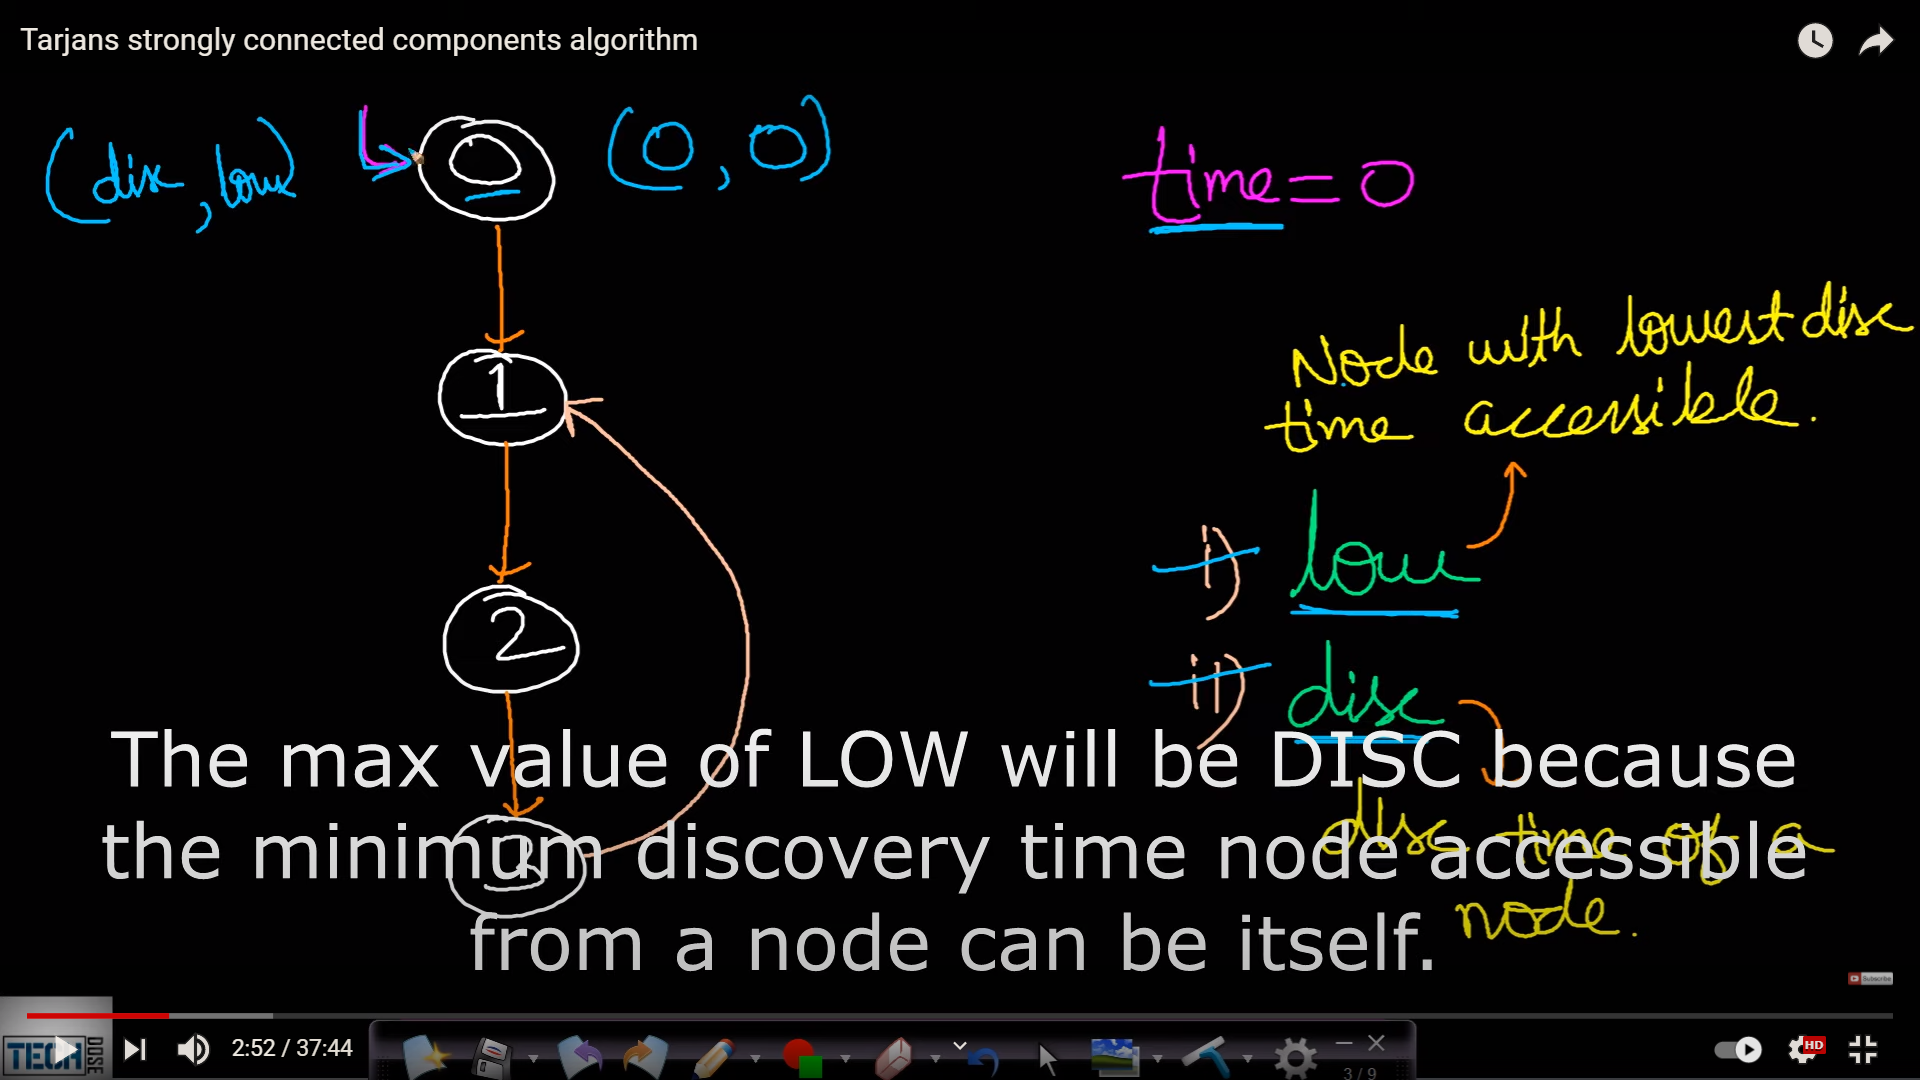 Tarjans strongly connected components algorithm
(disc, low)
0
(0, 0)
time = 0
Node with lowest disc
time accessible.
1
i) low
2
ii) disc
The max value of LOW will be DISC because
disc time of a
the minimum discovery time node accessible
3
node.
from a node can be itself.
Subscribe
TECH DOSE
2:52 / 37:44
HD
3 / 9